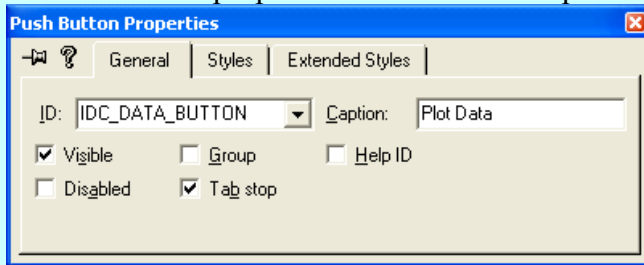 Push Button Properties
General Styles Extended Styles
ID: IDC_DATA_BUTTON Caption: Plot Data
Visible Group Help ID
Disabled Tab stop